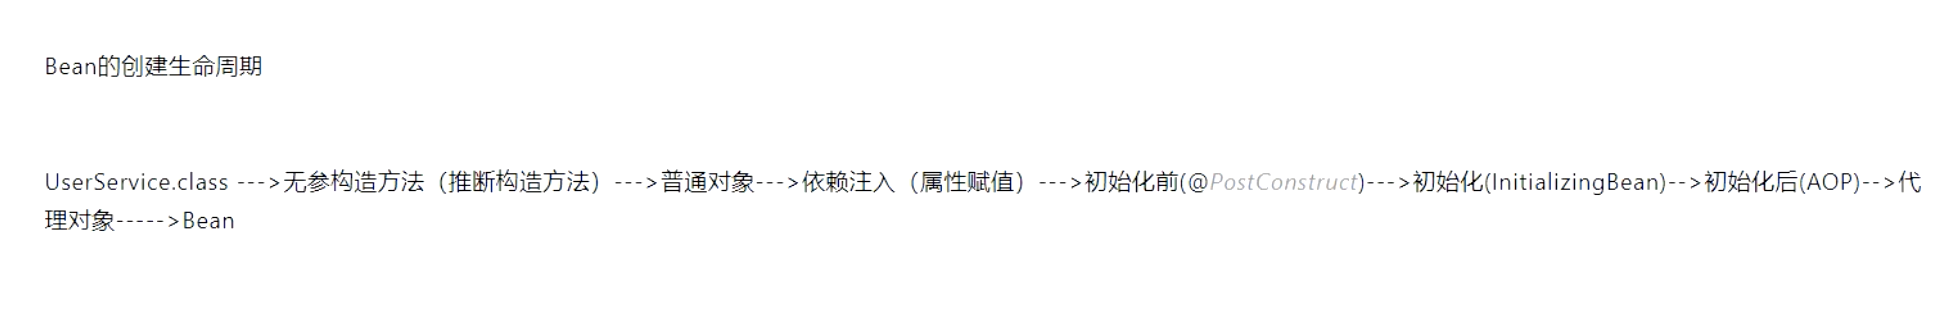 Bean的创建生命周期
UserService.class --->无参构造方法（推断构造方法）--->普通对象--->依赖注入（属性赋值）--->初始化前(@PostConstruct)--->初始化(InitializingBean)-->初始化后(AOP)-->代
理对象----->Bean